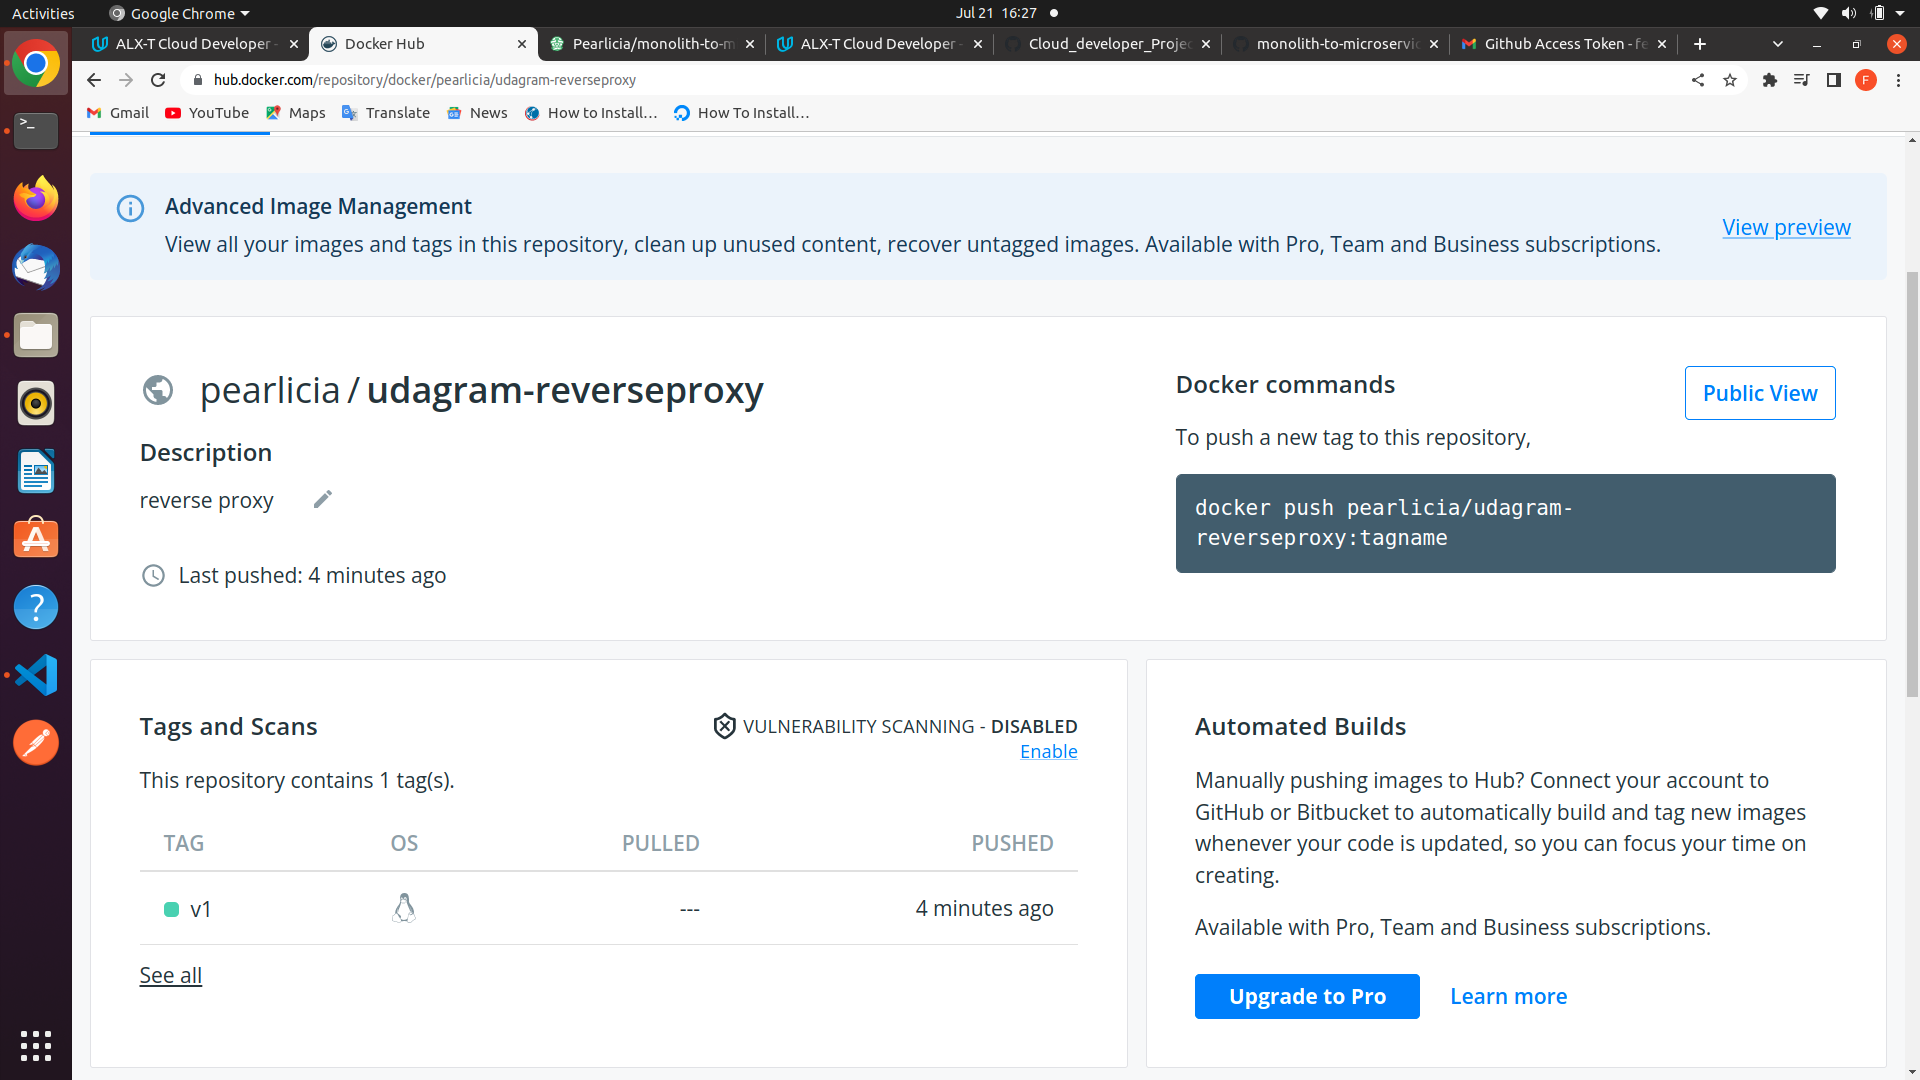 Activities
Google Chrome
Jul 21 16:27
ALX-T Cloud Developer -
Docker Hub
Pearlicia/monolith-to-m
ALX-T Cloud Developer -
Cloud_developer_Projec
monolith-to-microservic
Github Access Token - fe
hub.docker.com/repository/docker/pearlicia/udagram-reverseproxy
F
Gmail
YouTube
Maps
Translate
News
How to Install...
How To Install...
Advanced Image Management
View all your images and tags in this repository, clean up unused content, recover untagged images. Available with Pro, Team and Business subscriptions.
View preview
pearlicia / udagram-reverseproxy
Description
reverse proxy
Last pushed: 4 minutes ago
Docker commands
Public View
To push a new tag to this repository,
docker push pearlicia/udagram-
reverseproxy:tagname
Tags and Scans
VULNERABILITY SCANNING - DISABLED
Enable
This repository contains 1 tag(s).
TAG OS PULLED PUSHED
v1 --- 4 minutes ago
See all
Automated Builds
Manually pushing images to Hub? Connect your account to
GitHub or Bitbucket to automatically build and tag new images
whenever your code is updated, so you can focus your time on
creating.
Available with Pro, Team and Business subscriptions.
Upgrade to Pro
Learn more